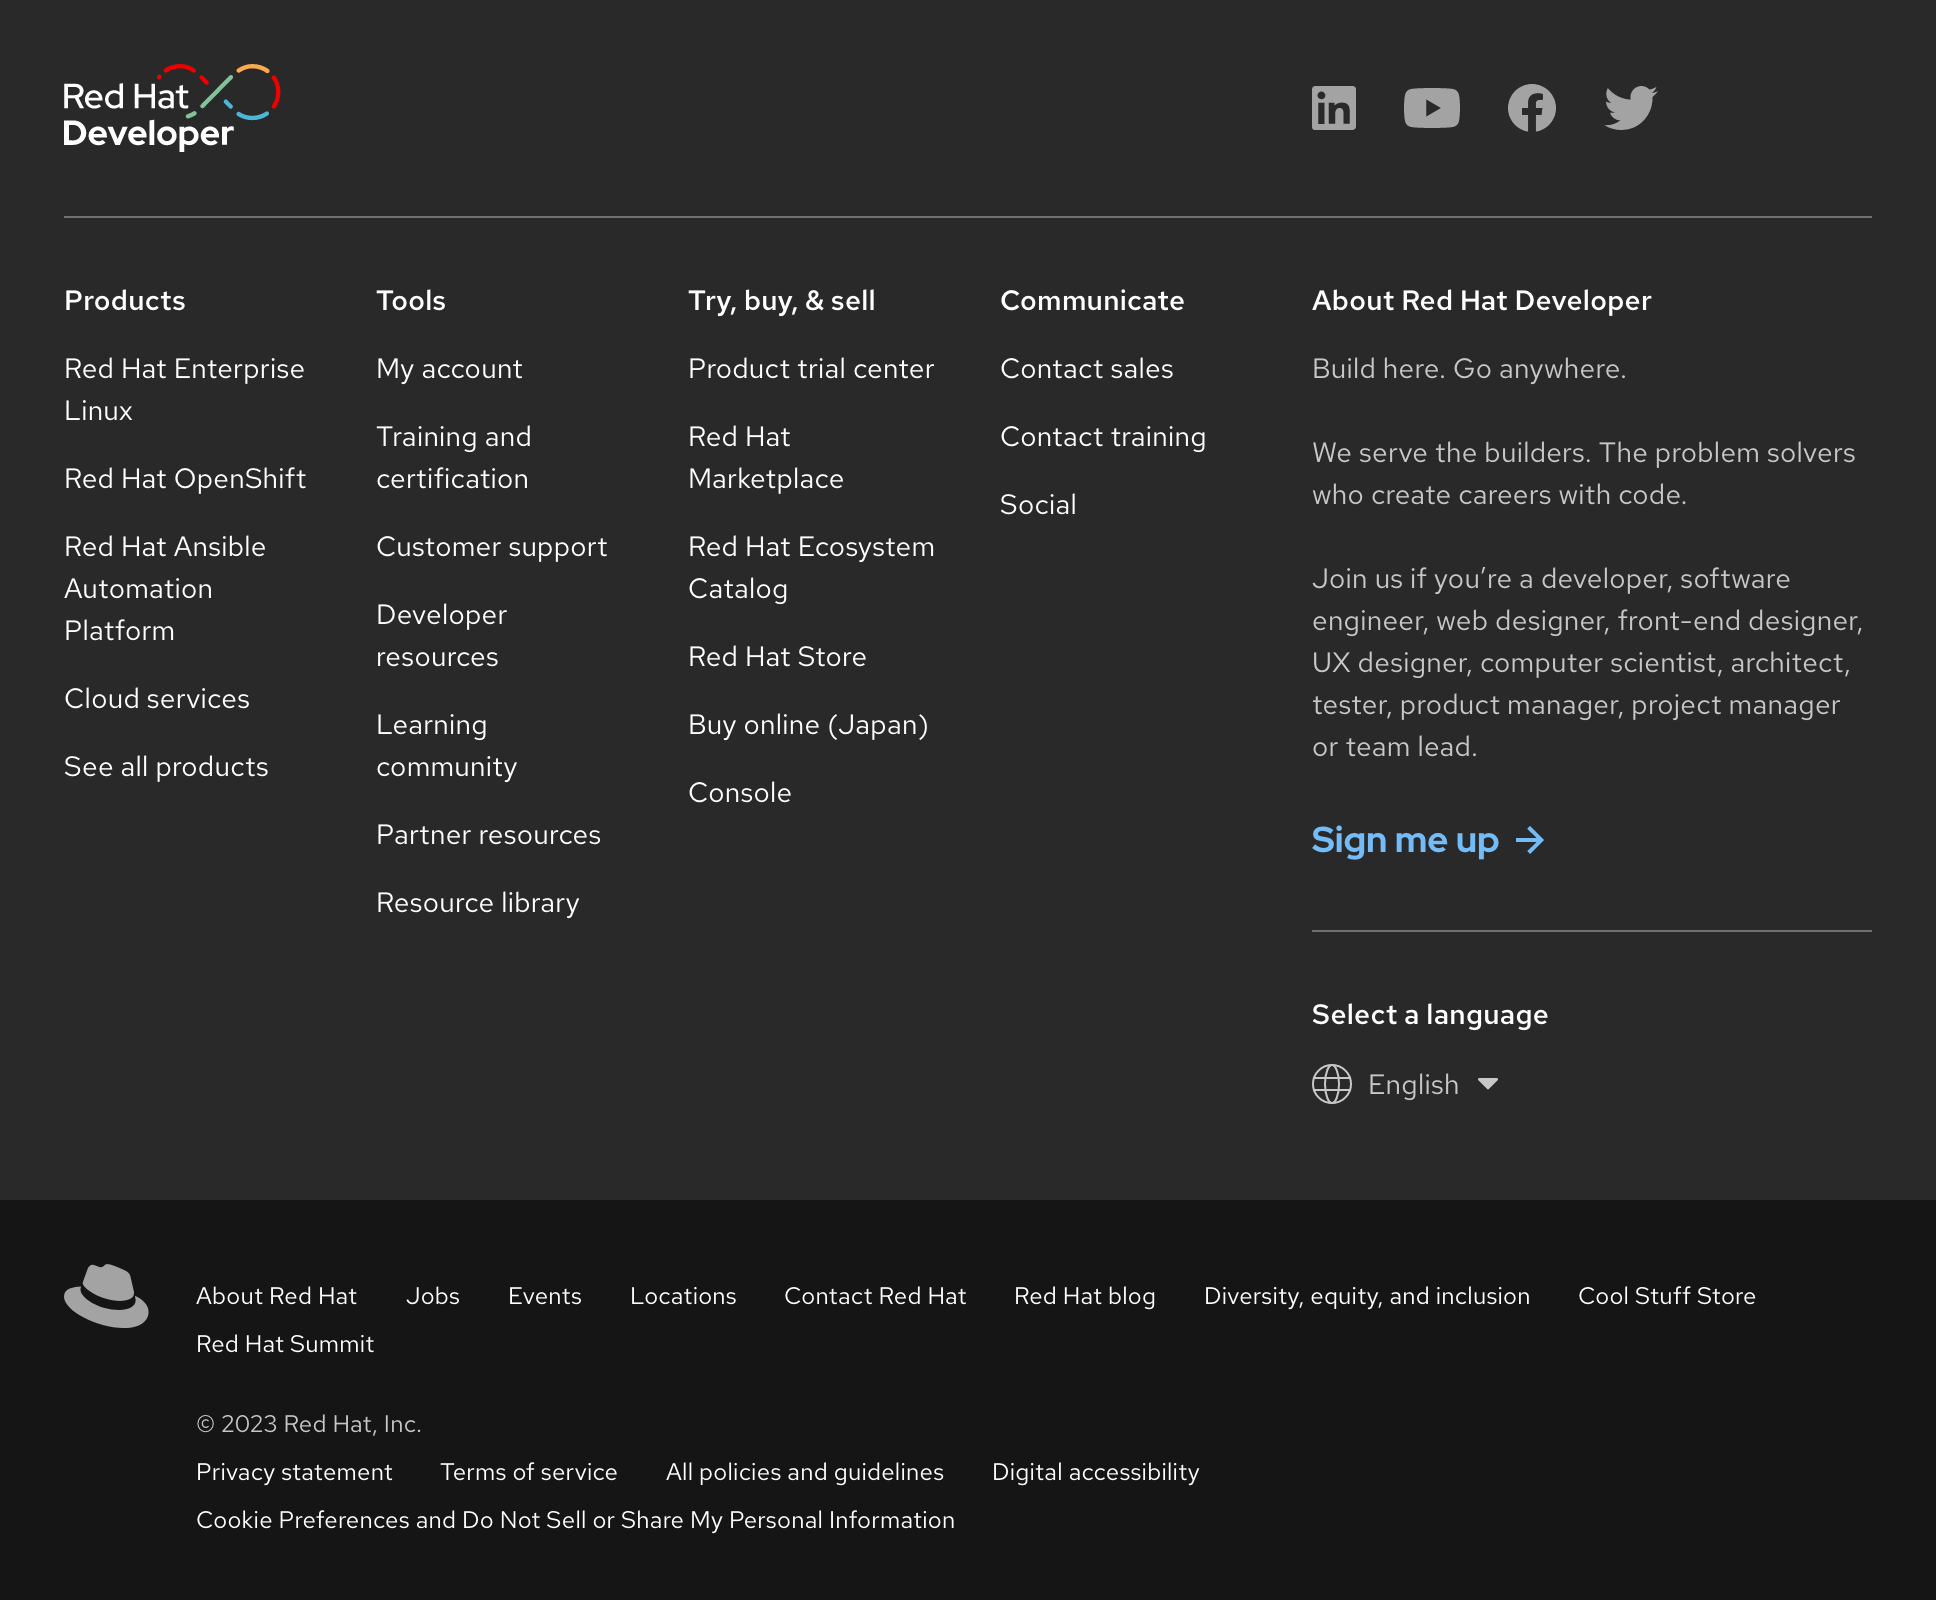 Red Hat
Developer
Products
Red Hat Enterprise
Linux
Red Hat OpenShift
Red Hat Ansible
Automation
Platform
Cloud services
See all products
Tools
My account
Training and
certification
Customer support
Developer
resources
Learning
community
Partner resources
Resource library
Try, buy, & sell
Product trial center
Red Hat
Marketplace
Red Hat Ecosystem
Catalog
Red Hat Store
Buy online (Japan)
Console
Communicate
Contact sales
Contact training
Social
About Red Hat Developer
Build here. Go anywhere.
We serve the builders. The problem solvers
who create careers with code.
Join us if you’re a developer, software
engineer, web designer, front-end designer,
UX designer, computer scientist, architect,
tester, product manager, project manager
or team lead.
Sign me up →
Select a language
English
About Red Hat Jobs Events Locations Contact Red Hat Red Hat blog Diversity, equity, and inclusion Cool Stuff Store
Red Hat Summit
© 2023 Red Hat, Inc.
Privacy statement Terms of service All policies and guidelines Digital accessibility
Cookie Preferences and Do Not Sell or Share My Personal Information